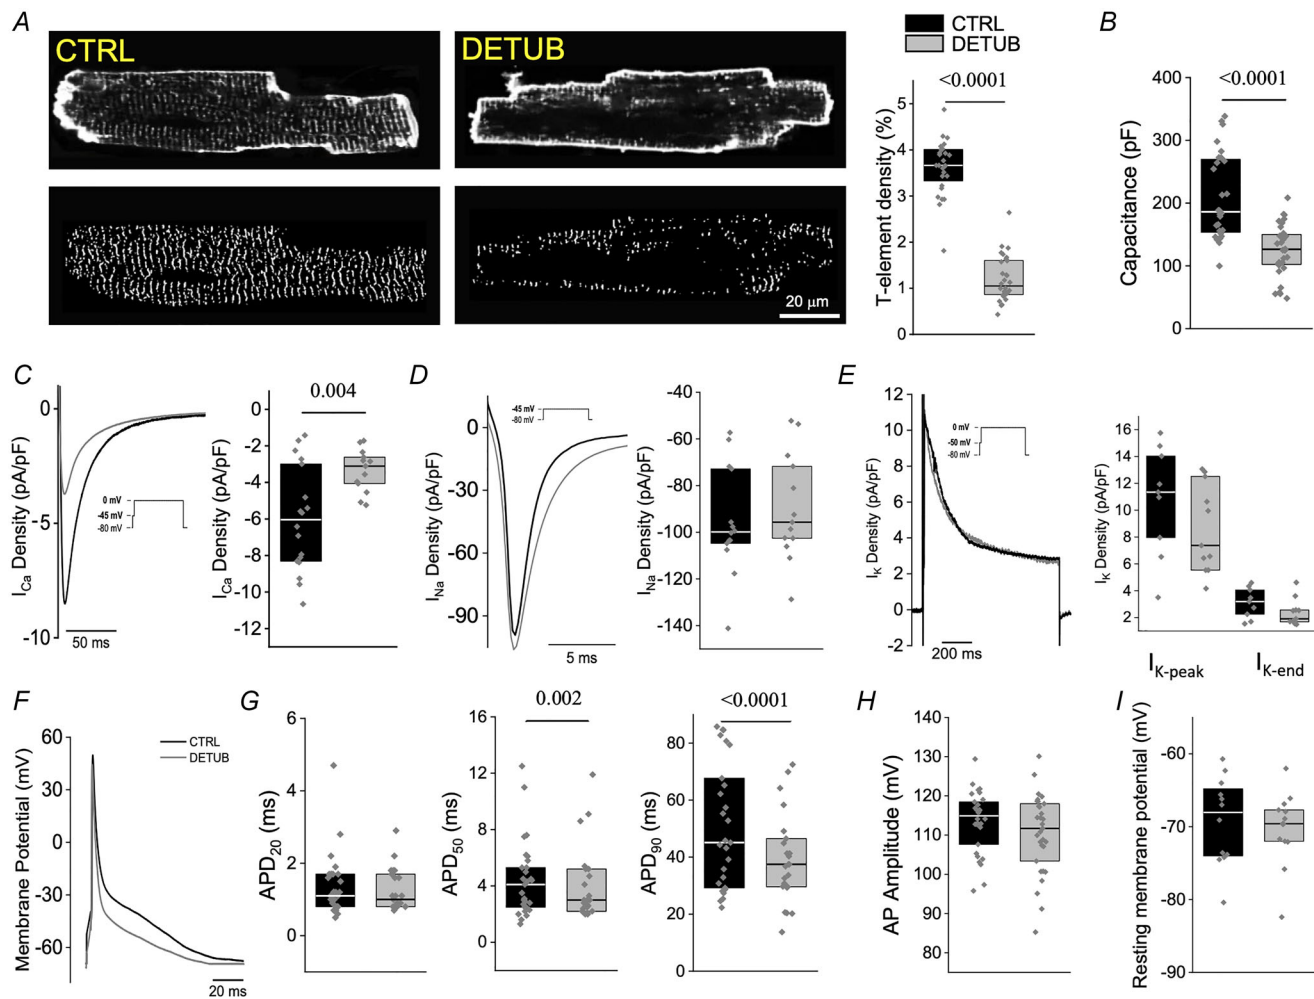 A
CTRL
DETUB
20 μm
CTRL
DETUB
<0.0001
T-element density (%)
5
4
3
2
1
0
B
<0.0001
Capacitance (pF)
400
300
200
100
0
C
0
-5
-10
I_Ca Density (pA/pF)
0 mV
-45 mV
-80 mV
50 ms
0.004
I_Ca Density (pA/pF)
0
-2
-4
-6
-8
-10
-12
D
0
-30
-60
-90
I_Na Density (pA/pF)
-45 mV
-80 mV
5 ms
I_Na Density (pA/pF)
-40
-60
-80
-100
-120
-140
E
12
10
8
6
4
2
0
-2
I_K Density (pA/pF)
0 mV
-50 mV
-80 mV
200 ms
I_K Density (pA/pF)
16
14
12
10
8
6
4
2
I_K-peak
I_K-end
F
Membrane Potential (mV)
60
30
0
-30
-60
CTRL
DETUB
20 ms
G
APD_20 (ms)
6
4
2
0
0.002
APD_50 (ms)
16
12
8
4
0
<0.0001
APD_90 (ms)
80
60
40
20
0
H
AP Amplitude (mV)
140
130
120
110
100
90
80
I
Resting membrane potential (mV)
-60
-70
-80
-90